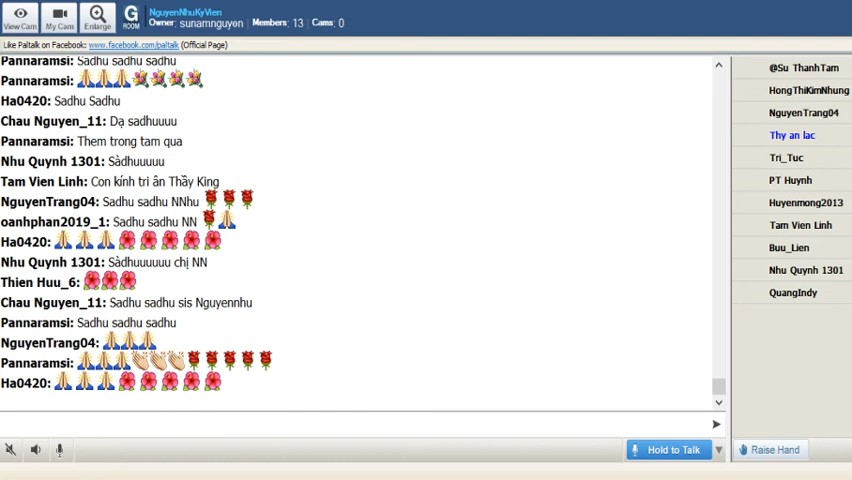 NguyenNhuKyVien
Owner: sunamnguyen Members: 13 Cams: 0
View Cam My Cam Enlarge G ROOM
Like Paltalk on Facebook: www.facebook.com/paltalk (Official Page)
Pannaramsi: Sadhu sadhu sadhu
Pannaramsi: 🙏🙏🙏💐💐💐💐
Ha0420: Sadhu Sadhu
Chau Nguyen_11: Dạ sadhuuuu
Pannaramsi: Them trong tam qua
Nhu Quynh 1301: Sàdhuuuuu
Tam Vien Linh: Con kính tri ân Thầy King
NguyenTrang04: Sadhu sadhu NNhu 🌹🌹🌹
oanhphan2019_1: Sadhu sadhu NN 🌹🙏
Ha0420: 🙏🙏🙏🌺🌺🌺🌺🌺
Nhu Quynh 1301: Sàdhuuuuuu chị NN
Thien Huu_6: 🌺🌺🌺
Chau Nguyen_11: Sadhu sadhu sis Nguyennhu
Pannaramsi: Sadhu sadhu sadhu
NguyenTrang04: 🙏🙏🙏
Pannaramsi: 🙏🙏🙏👏👏👏🌹🌹🌹🌹🌹
Ha0420: 🙏🙏🙏🌺🌺🌺🌺🌺
@Su ThanhTam
HongThiKimNhung
NguyenTrang04
Thy an lac
Tri_Tuc
PT Huynh
Huyenmong2013
Tam Vien Linh
Buu_Lien
Nhu Quynh 1301
QuangIndy
Hold to Talk
Raise Hand